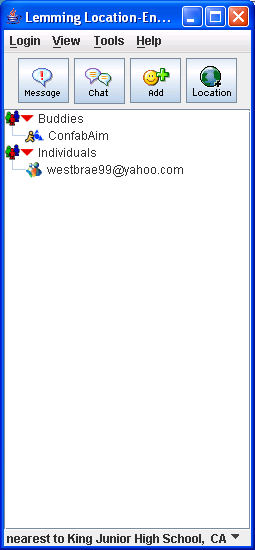 Lemming Location-En...
Login View Tools Help
Message Chat Add Location
Buddies
ConfabAim
Individuals
westbrae99@yahoo.com
nearest to King Junior High School, CA